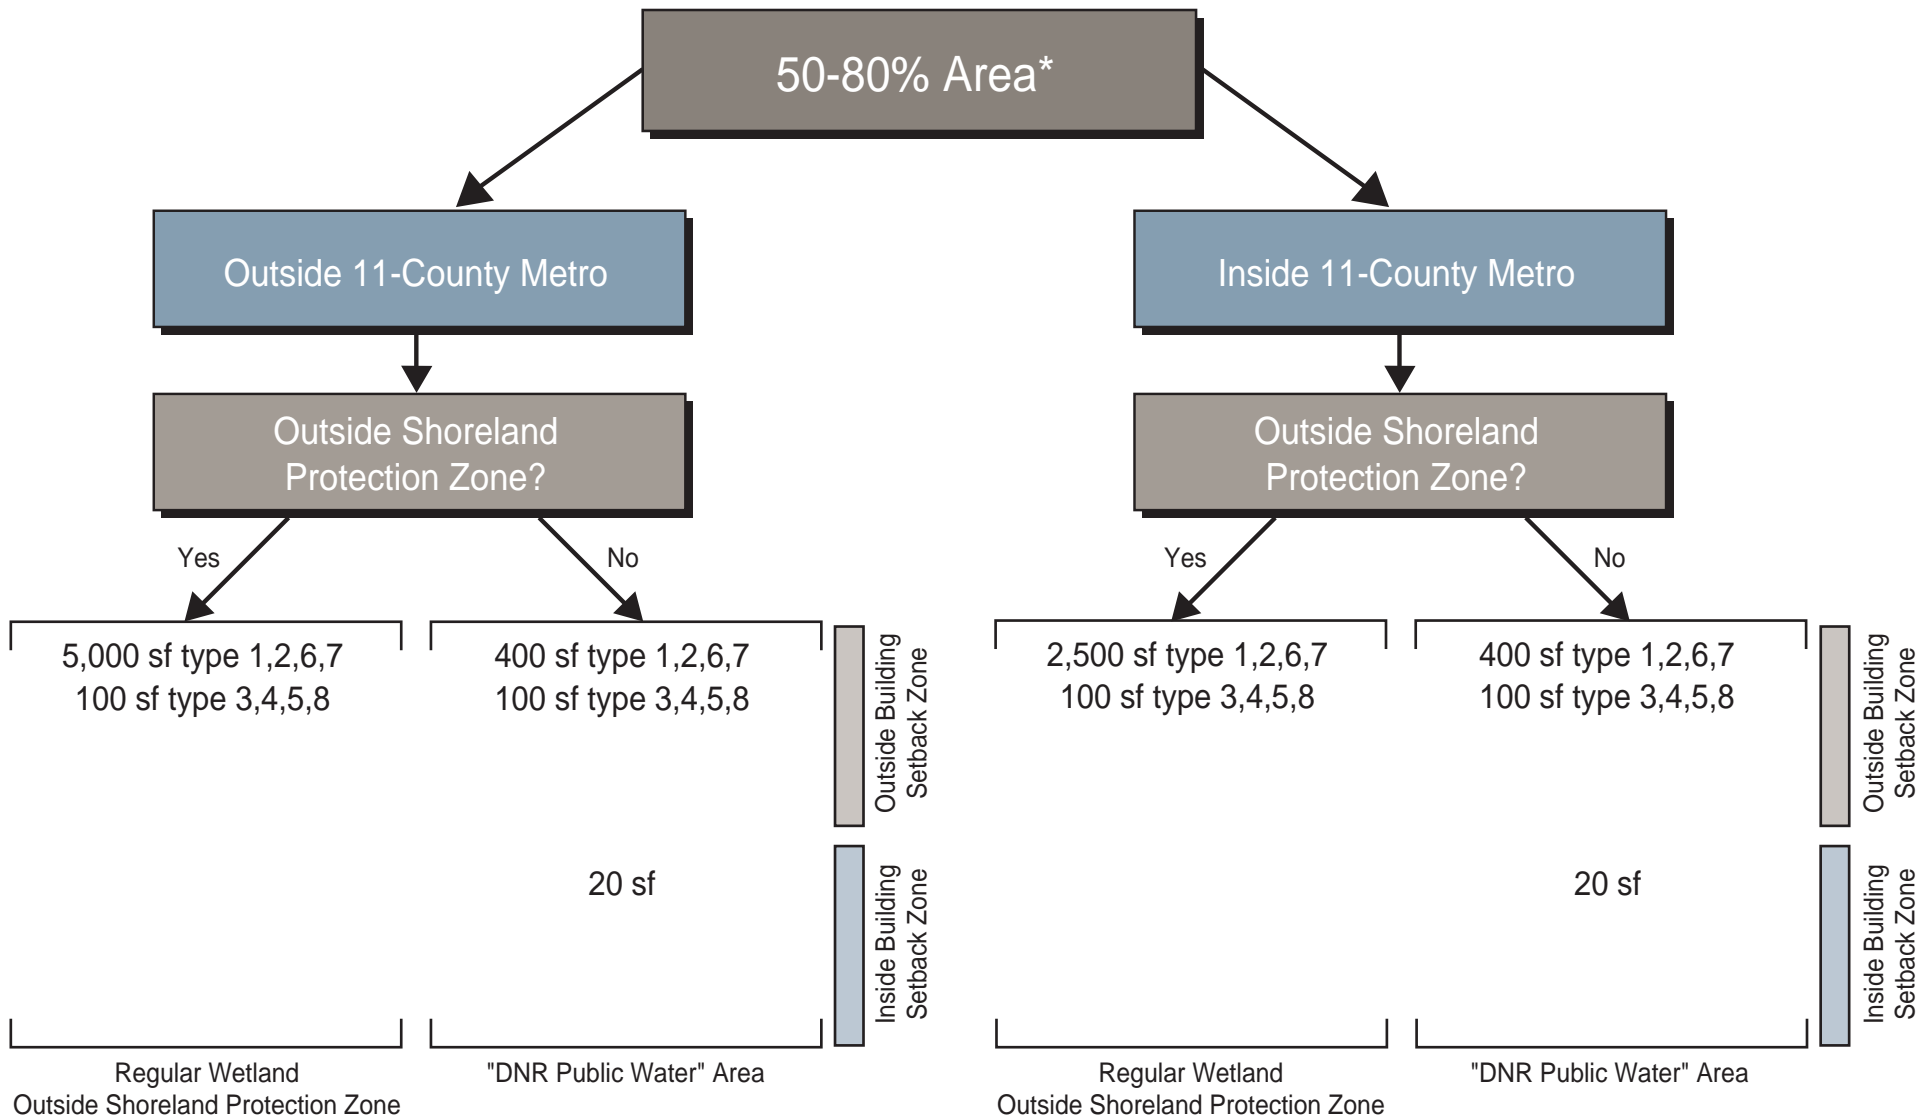 50-80% Area*
Outside 11-County Metro
Inside 11-County Metro
Outside Shoreland
Protection Zone?
Outside Shoreland
Protection Zone?
Yes
No
Yes
No
5,000 sf type 1,2,6,7
100 sf type 3,4,5,8
400 sf type 1,2,6,7
100 sf type 3,4,5,8
Outside Building
Setback Zone
20 sf
Inside Building
Setback Zone
2,500 sf type 1,2,6,7
100 sf type 3,4,5,8
400 sf type 1,2,6,7
100 sf type 3,4,5,8
Outside Building
Setback Zone
20 sf
Inside Building
Setback Zone
Regular Wetland
Outside Shoreland Protection Zone
"DNR Public Water" Area
Regular Wetland
Outside Shoreland Protection Zone
"DNR Public Water" Area